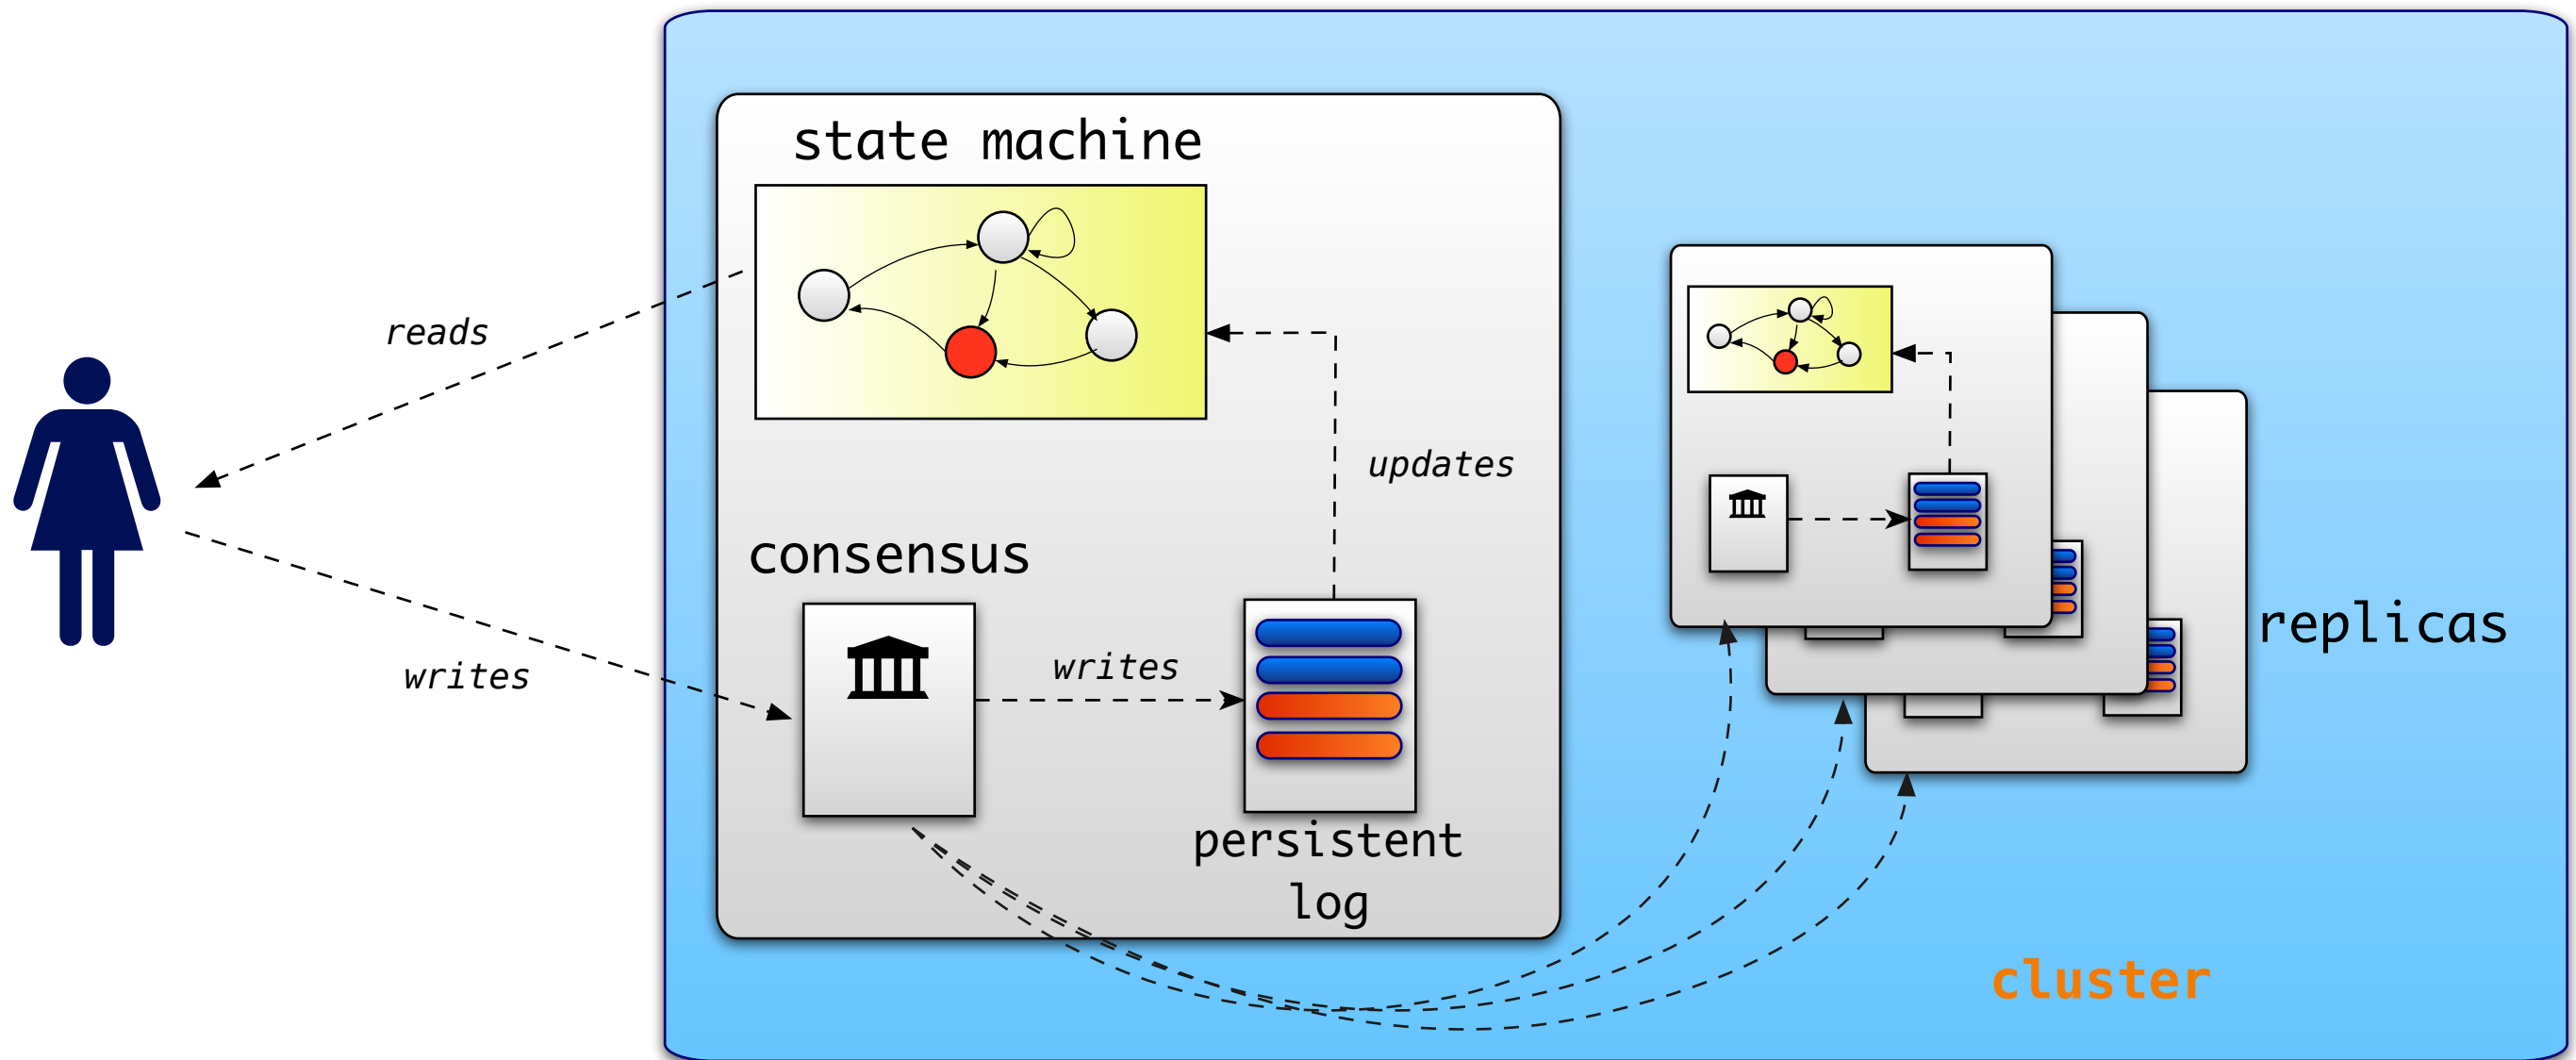 state machine
reads
updates
consensus
replicas
writes
writes
persistent
log
cluster